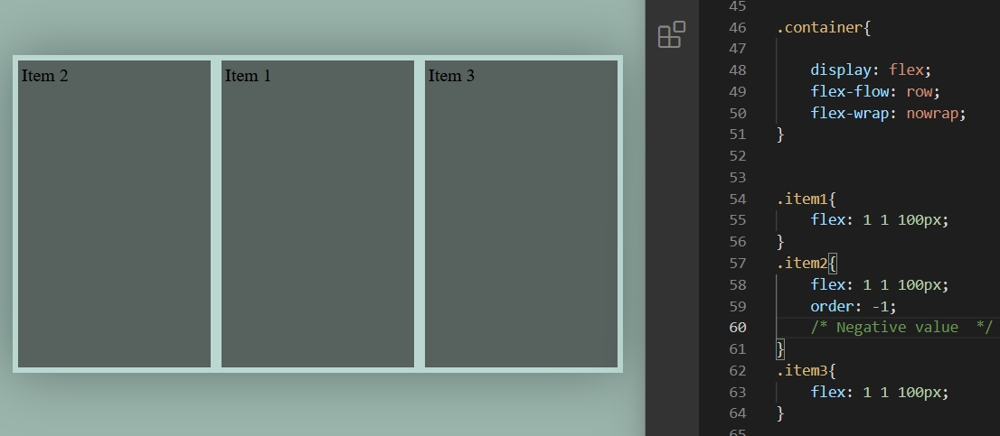 Item 2
Item 1
Item 3
45
46 .container{
47
48 display: flex;
49 flex-flow: row;
50 flex-wrap: nowrap;
51 }
52
53
54 .item1{
55 flex: 1 1 100px;
56 }
57 .item2{
58 flex: 1 1 100px;
59 order: -1;
60 /* Negative value  */
61 }
62 .item3{
63 flex: 1 1 100px;
64 }
65